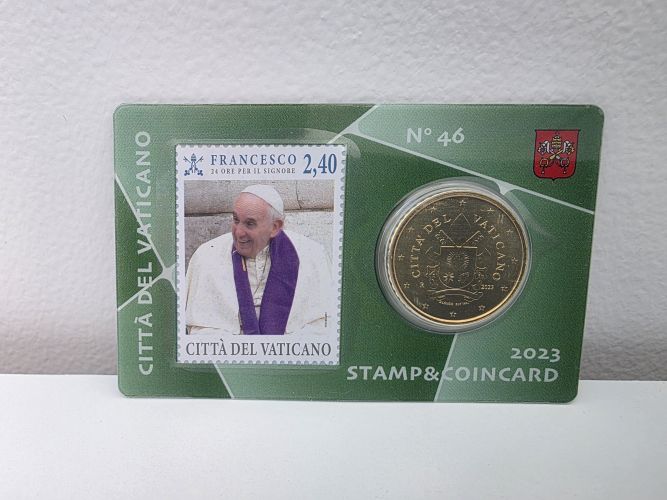 CITTÀ DEL VATICANO
FRANCESCO 2,40
24 ORE PER IL SIGNORE
CITTÀ DEL VATICANO
N° 46
CITTÀ DEL VATICANO
R 2023
2023
STAMP&COINCARD